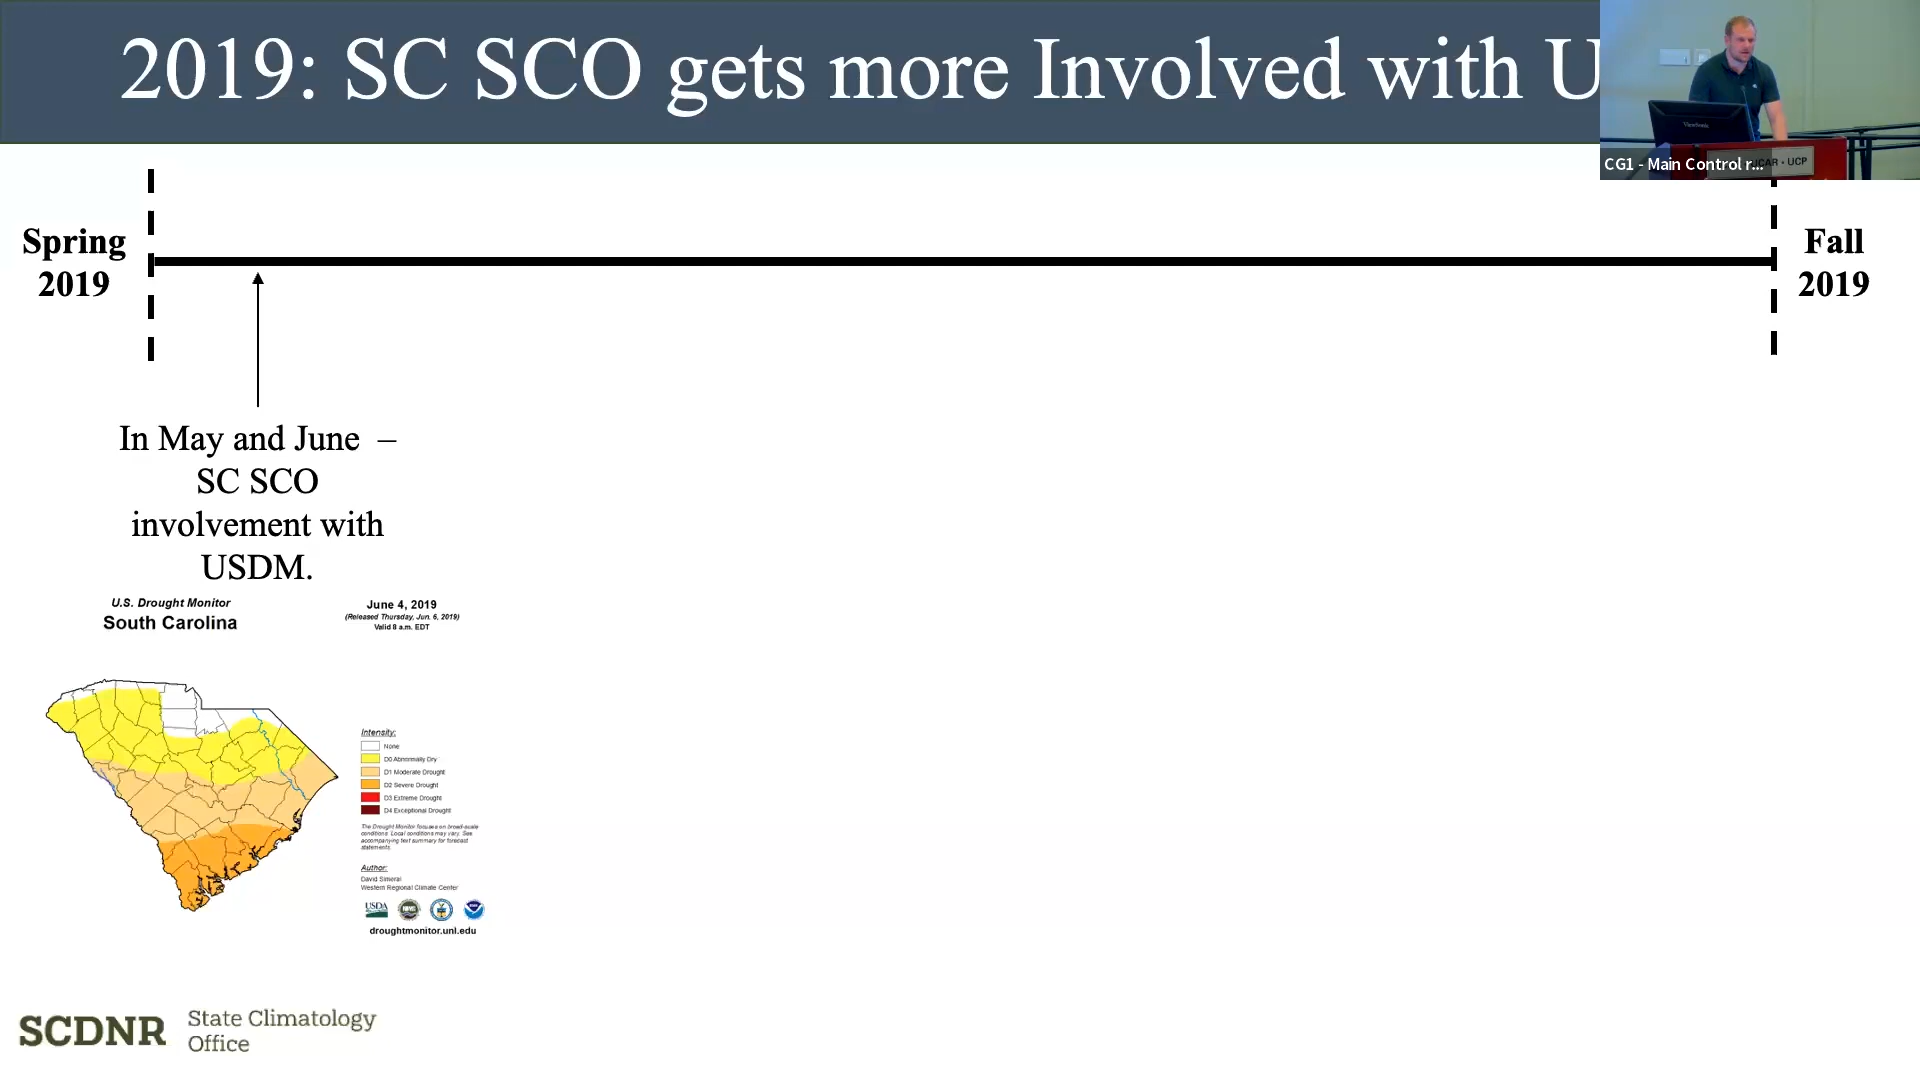 2019: SC SCO gets more Involved with U
CG1 - Main Control r...
UCAR • UCP
ViewSonic
Spring
2019
Fall
2019
In May and June –
SC SCO
involvement with
USDM.
U.S. Drought Monitor
South Carolina
June 4, 2019
(Released Thursday, Jun. 6, 2019)
Valid 8 a.m. EDT
Intensity:
None
D0 Abnormally Dry
D1 Moderate Drought
D2 Severe Drought
D3 Extreme Drought
D4 Exceptional Drought
The Drought Monitor focuses on broad-scale
conditions. Local conditions may vary. See
accompanying text summary for forecast
statements.
Author:
David Simeral
Western Regional Climate Center
USDA
droughtmonitor.unl.edu
SCDNR
State Climatology
Office